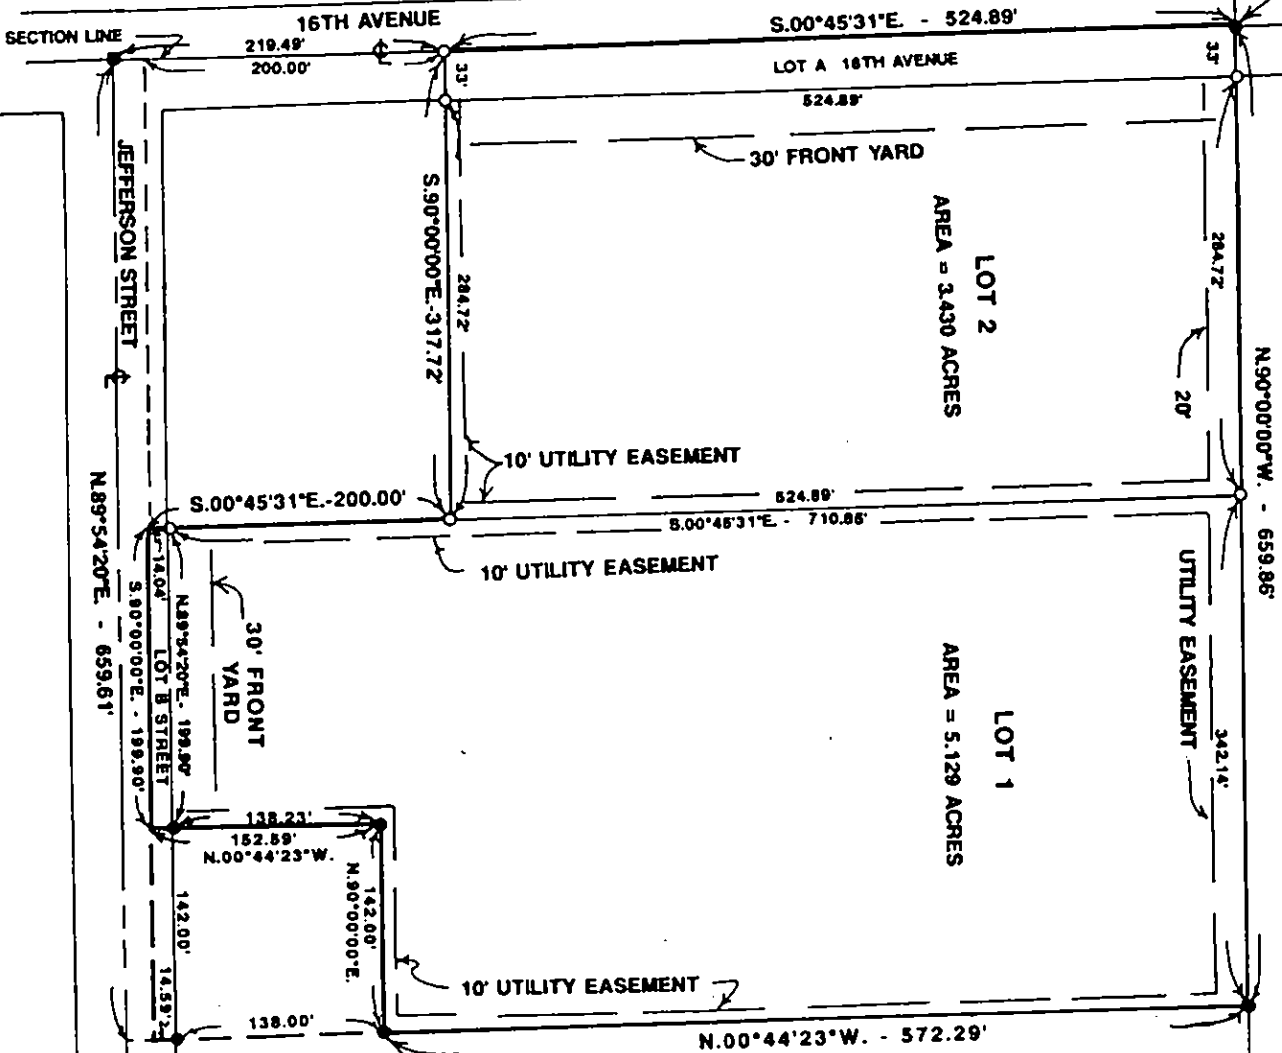 16TH AVENUE
S.00°45'31"E. - 524.89'
SECTION LINE
219.49'
200.00'
33'
LOT A 16TH AVENUE
33'
524.89'
30' FRONT YARD
JEFFERSON STREET
S.90°00'00"E.-317.72'
284.72'
LOT 2
AREA = 3.430 ACRES
284.72'
20'
N.90°00'00"W. - 659.86'
10' UTILITY EASEMENT
S.00°45'31"E.-200.00'
524.89'
S.00°45'31"E. - 710.86'
10' UTILITY EASEMENT
N.89°54'20"E. - 659.61'
14.04'
S.90°00'00"E. - 199.90'
LOT B STREET
N.89°54'20"E. - 199.90'
30' FRONT
YARD
UTILITY EASEMENT
342.14'
LOT 1
AREA = 5.129 ACRES
138.23'
152.89'
N.00°44'23"W.
142.00'
N.90°00'00"E.
142.00'
14.59'
10' UTILITY EASEMENT
138.00'
N.00°44'23"W. - 572.29'